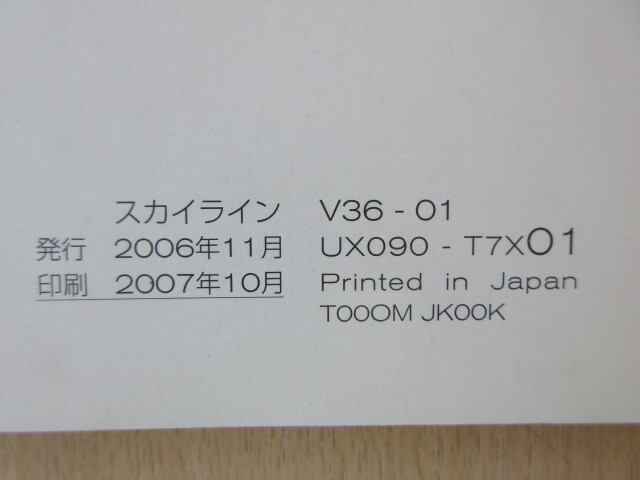 スカイライン V36 - 01
発行 2006年11月 UX090 - T7X01
印刷 2007年10月 Printed in Japan
T000M JK00K